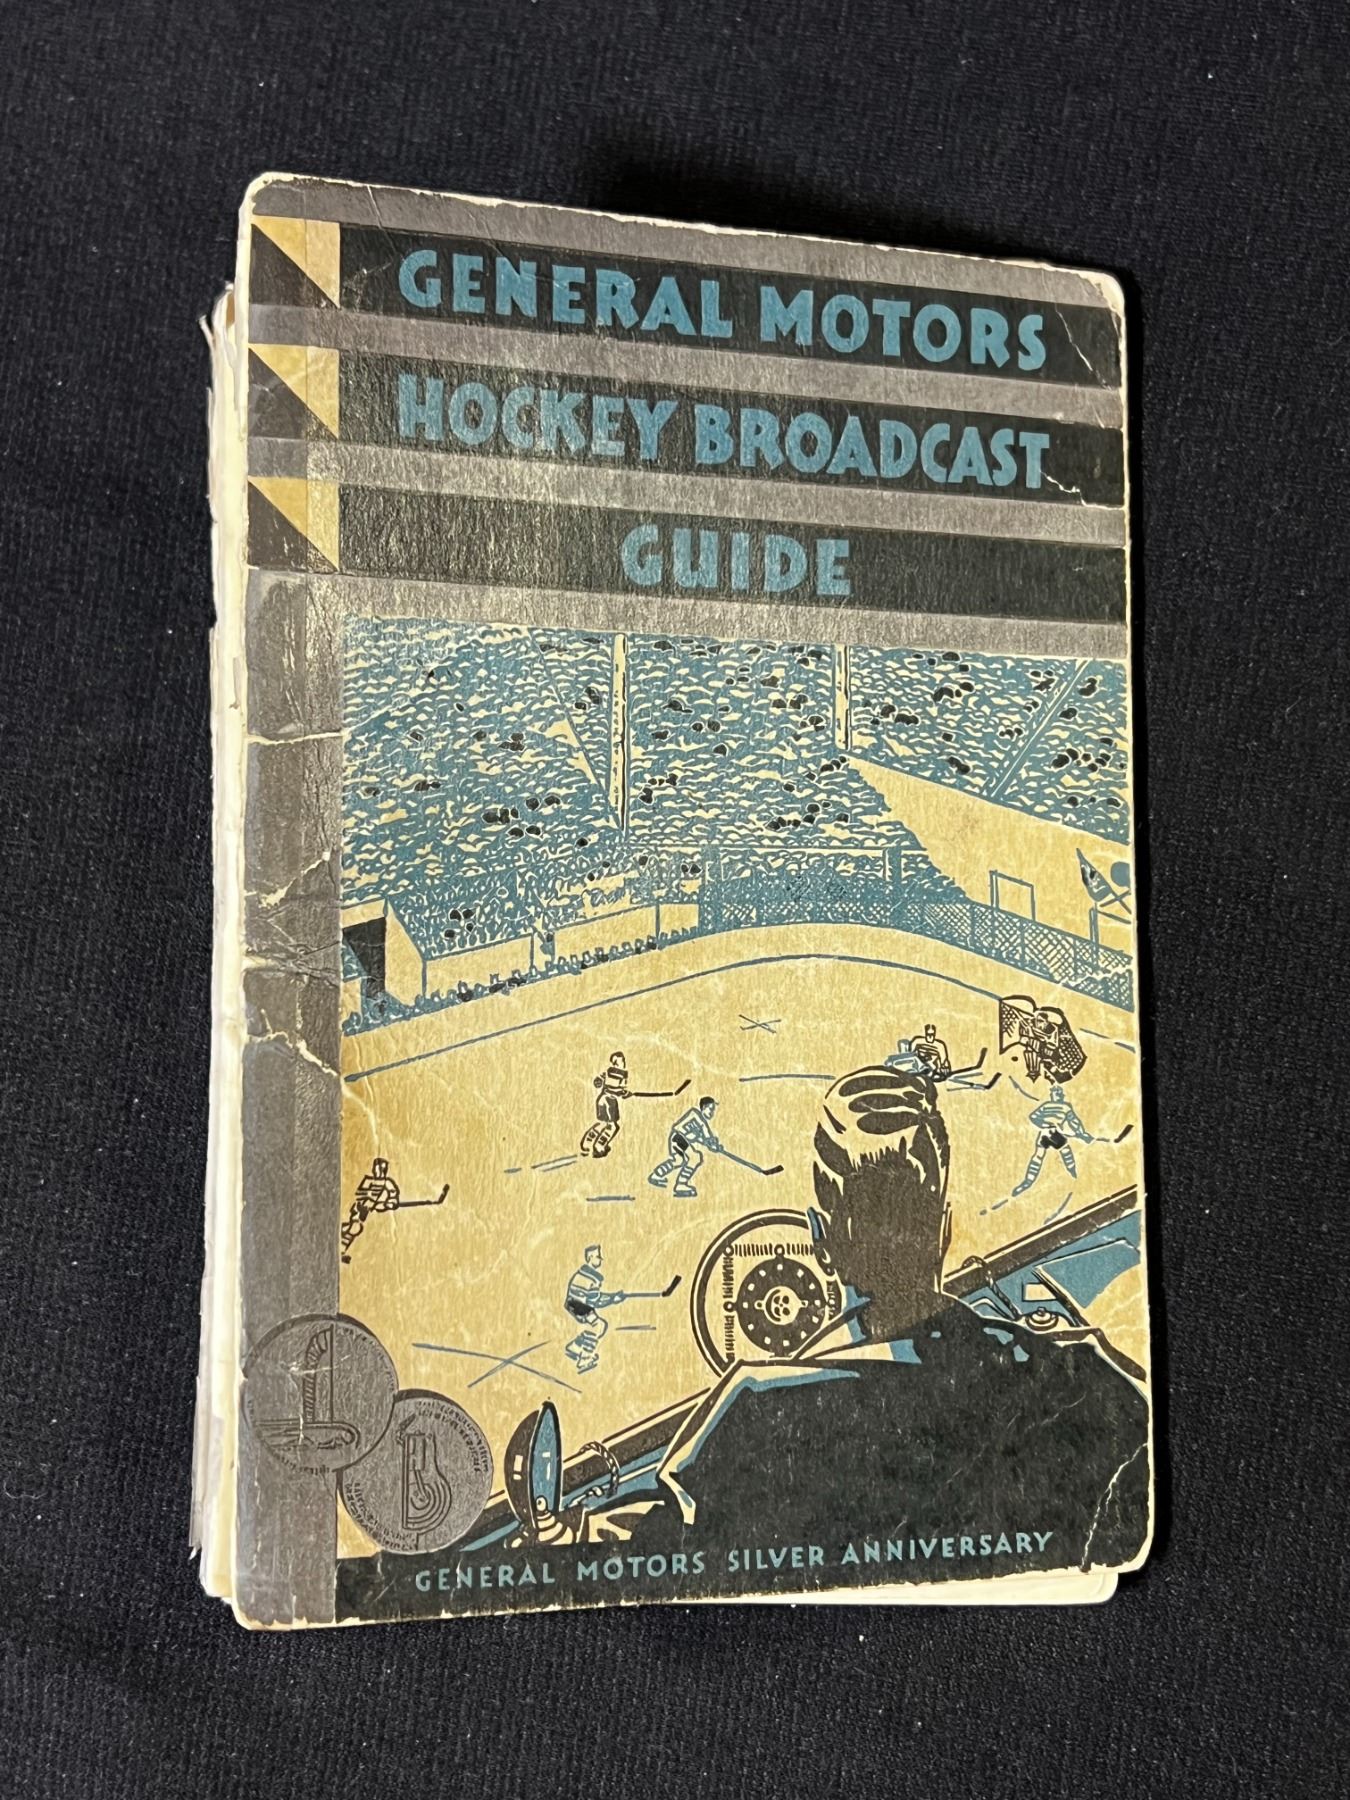 GENERAL MOTORS
HOCKEY BROADCAST
GUIDE
GENERAL MOTORS SILVER ANNIVERSARY